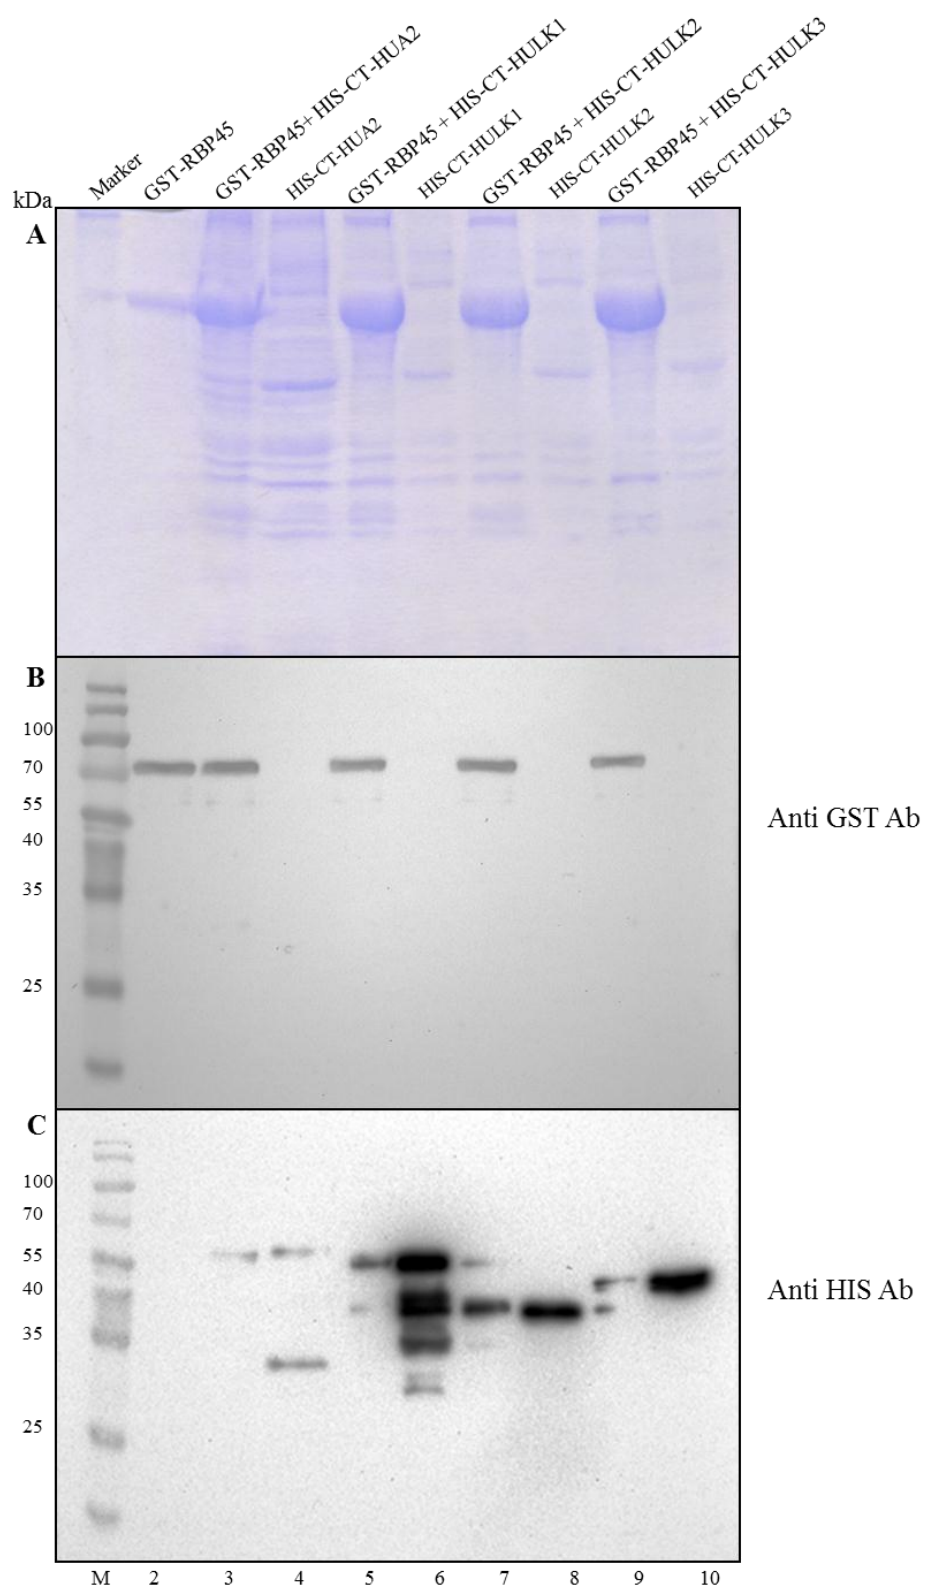 Marker
GST-RBP45
GST-RBP45+ HIS-CT-HUA2
HIS-CT-HUA2
GST-RBP45 + HIS-CT-HULK1
HIS-CT-HULK1
GST-RBP45 + HIS-CT-HULK2
HIS-CT-HULK2
GST-RBP45 + HIS-CT-HULK3
HIS-CT-HULK3
kDa
A
B
100
70
55
40
35
25
Anti GST Ab
C
100
70
55
40
35
25
Anti HIS Ab
M 2 3 4 5 6 7 8 9 10